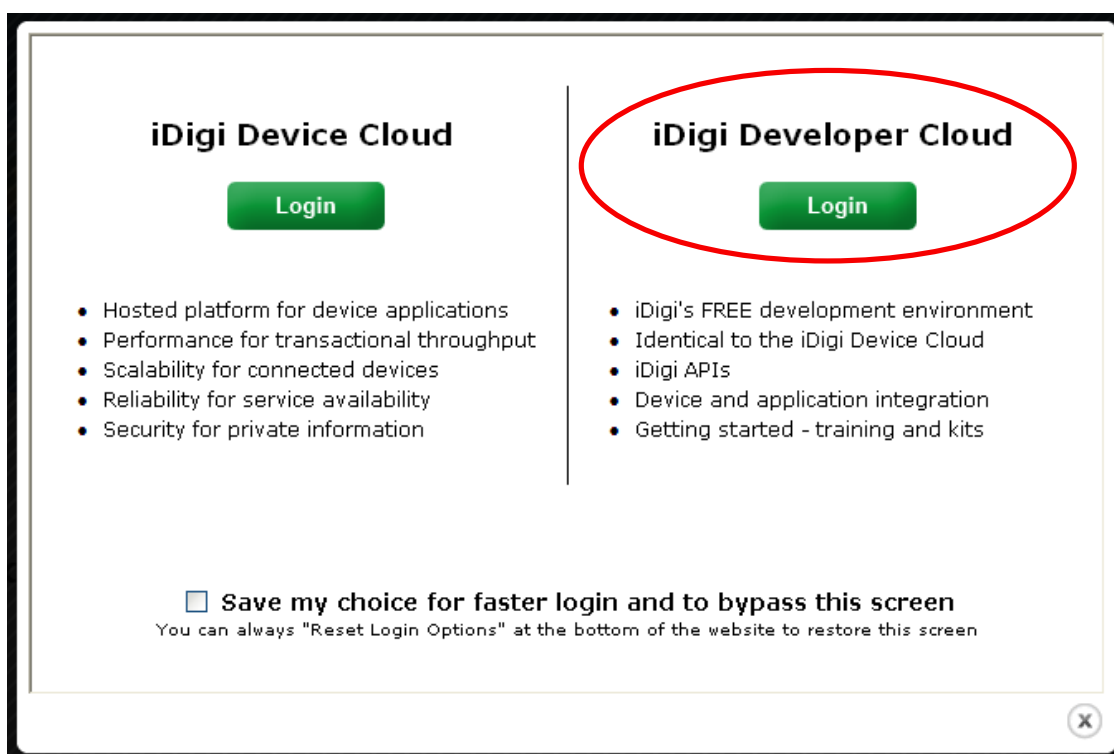 iDigi Device Cloud
Login
Hosted platform for device applications
Performance for transactional throughput
Scalability for connected devices
Reliability for service availability
Security for private information
iDigi Developer Cloud
Login
iDigi's FREE development environment
Identical to the iDigi Device Cloud
iDigi APIs
Device and application integration
Getting started - training and kits
Save my choice for faster login and to bypass this screen
You can always "Reset Login Options" at the bottom of the website to restore this screen
x